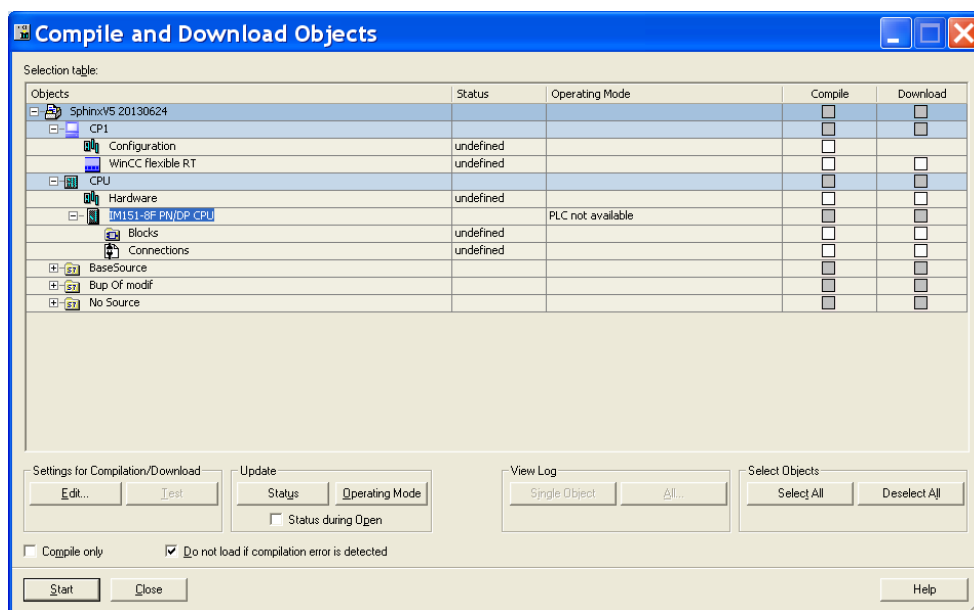 Compile and Download Objects
Selection table:
Objects Status Operating Mode Compile Download
SphinxV5 20130624
CP1
Configuration undefined
WinCC flexible RT undefined
CPU
Hardware undefined
IM151-8F PN/DP CPU PLC not available
Blocks undefined
Connections undefined
BaseSource
Bup Of modif
No Source
Settings for Compilation/Download Update View Log Select Objects
Edit... Test Status Operating Mode Single Object All... Select All Deselect All
Status during Open
Compile only Do not load if compilation error is detected
Start Close Help